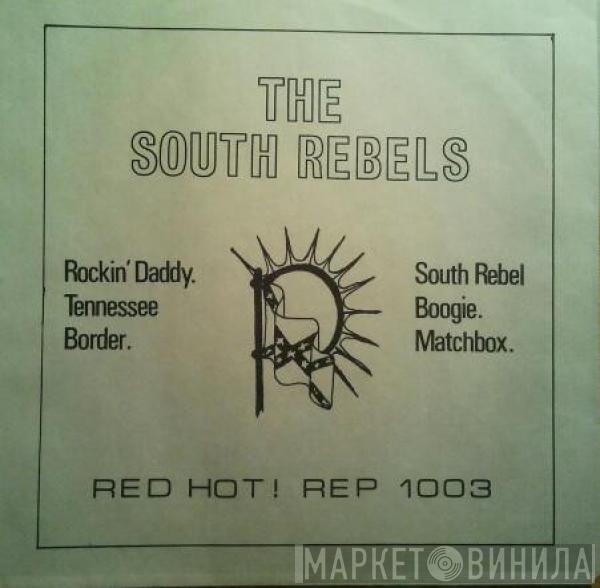 THE
SOUTH REBELS
Rockin' Daddy.
Tennessee
Border.
South Rebel
Boogie.
Matchbox.
RED HOT! REP 1003
МАРКЕТ ВИНИЛА